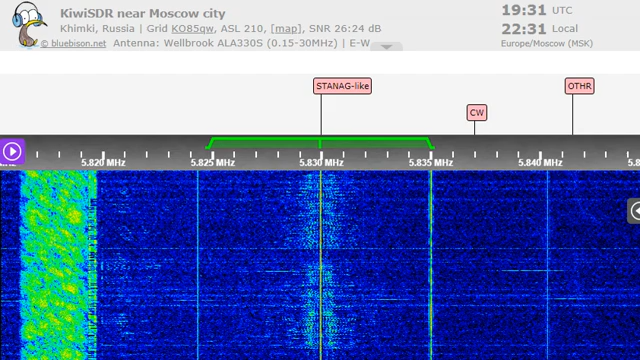 KiwiSDR near Moscow city
19:31 UTC
Khimki, Russia | Grid KO85qw, ASL 210, [map], SNR 26:24 dB
22:31 Local
© bluebison.net Antenna: Wellbrook ALA330S (0.15-30MHz) | E-W
Europe/Moscow (MSK)
STANAG-like
OTHR
CW
MHz 5.820 MHz 5.825 MHz 5.830 MHz 5.835 MHz 5.840 MHz